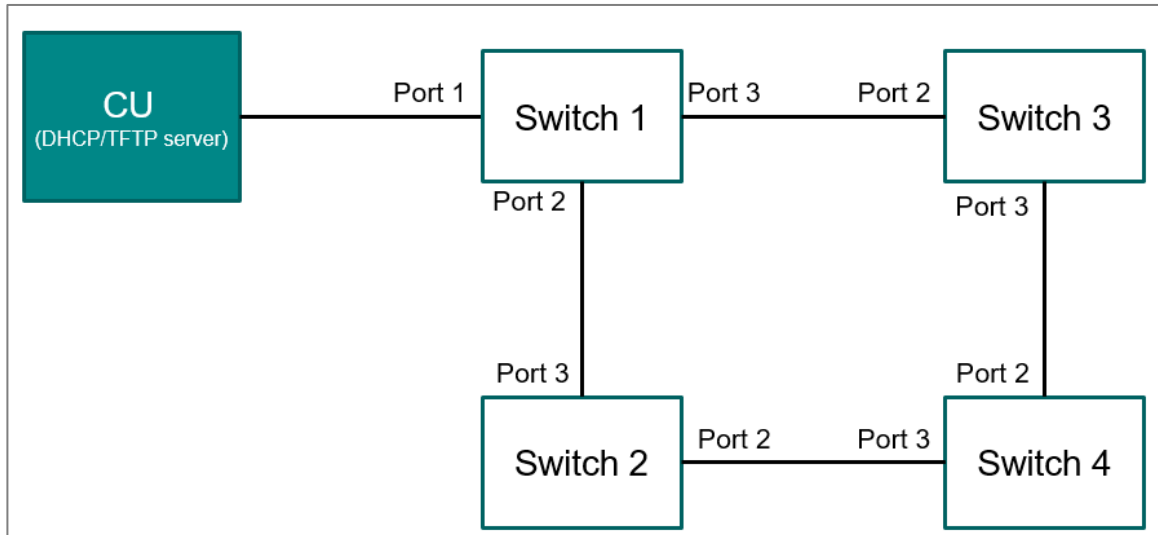 CU
(DHCP/TFTP server)
Port 1
Switch 1
Port 3
Port 2
Switch 3
Port 2
Port 3
Port 3
Port 2
Switch 2
Port 2
Port 3
Switch 4